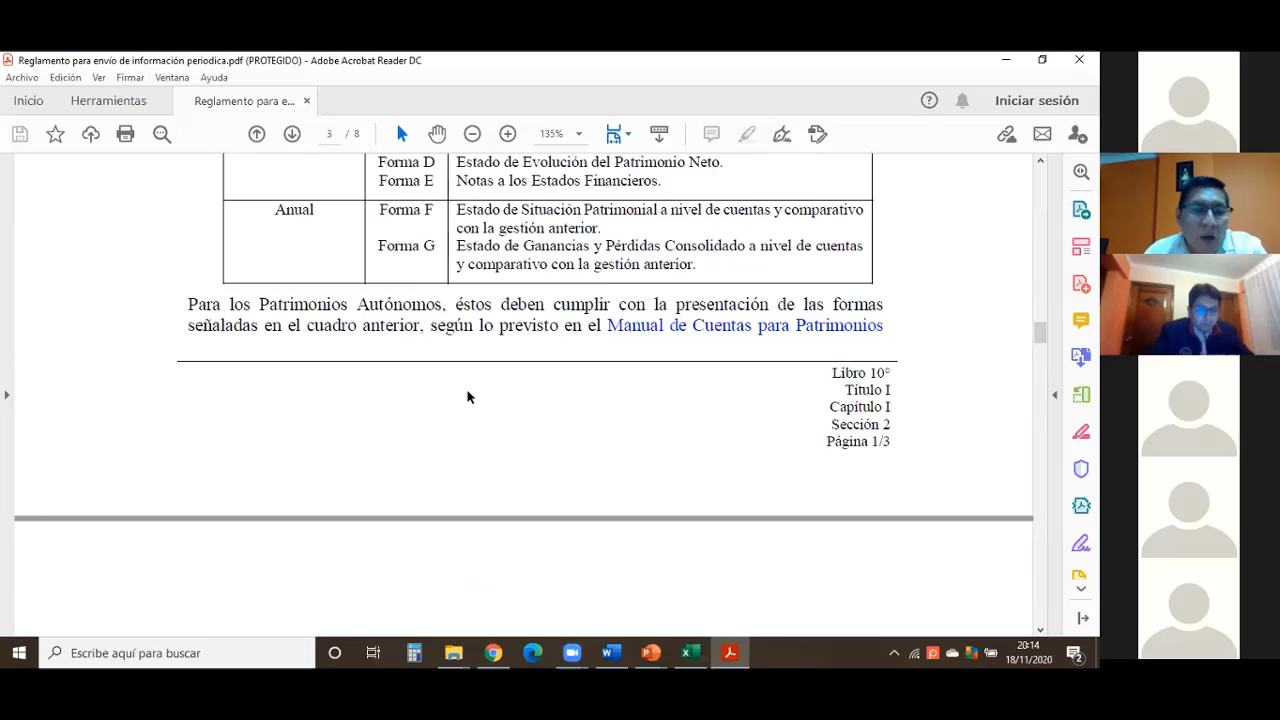 Reglamento para envío de información periodica.pdf (PROTEGIDO) - Adobe Acrobat Reader DC
Archivo Edición Ver Firmar Ventana Ayuda
Inicio Herramientas Reglamento para e... × Iniciar sesión
3 / 8 135%
Forma D Estado de Evolución del Patrimonio Neto.
Forma E Notas a los Estados Financieros.
Anual Forma F Estado de Situación Patrimonial a nivel de cuentas y comparativo
con la gestión anterior.
Forma G Estado de Ganancias y Pérdidas Consolidado a nivel de cuentas
y comparativo con la gestión anterior.
Para los Patrimonios Autónomos, éstos deben cumplir con la presentación de las formas
señaladas en el cuadro anterior, según lo previsto en el Manual de Cuentas para Patrimonios
Libro 10°
Título I
Capítulo I
Sección 2
Página 1/3
Escribe aquí para buscar
20:14
18/11/2020
2